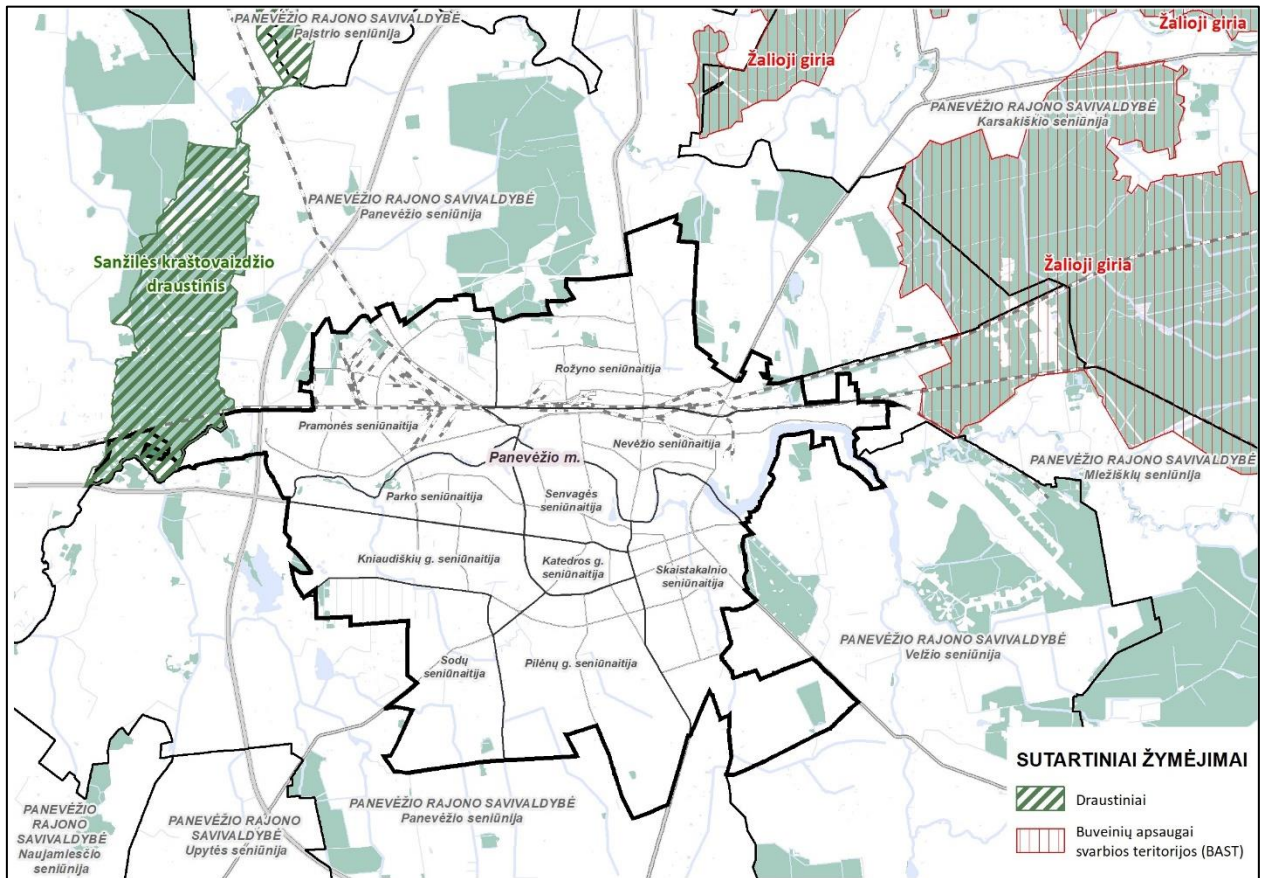 PANEVĖŽIO RAJONO SAVIVALDYBĖ
Paįstrio seniūnija
Žalioji giria
Žalioji giria
PANEVĖŽIO RAJONO SAVIVALDYBĖ
Karsakiškio seniūnija
PANEVĖŽIO RAJONO SAVIVALDYBĖ
Panevėžio seniūnija
Sanžilės kraštovaizdžio
draustinis
Žalioji giria
Rožyno seniūnaitija
Pramonės seniūnaitija
Nevėžio seniūnaitija
Panevėžio m.
PANEVĖŽIO RAJONO SAVIVALDYBĖ
Miežiškių seniūnija
Parko seniūnaitija
Senvagės
seniūnaitija
Kniaudiškių g. seniūnaitija
Katedros g.
seniūnaitija
Skaistakalnio
seniūnaitija
PANEVĖŽIO RAJONO SAVIVALDYBĖ
Velžio seniūnija
Sodų
seniūnaitija
Pilėnų g. seniūnaitija
PANEVĖŽIO
RAJONO
SAVIVALDYBĖ
Naujamiesčio
seniūnija
PANEVĖŽIO RAJONO
SAVIVALDYBĖ
Upytės seniūnija
PANEVĖŽIO RAJONO SAVIVALDYBĖ
Panevėžio seniūnija
SUTARTINIAI ŽYMĖJIMAI
Draustiniai
Buveinių apsaugai
svarbios teritorijos (BAST)